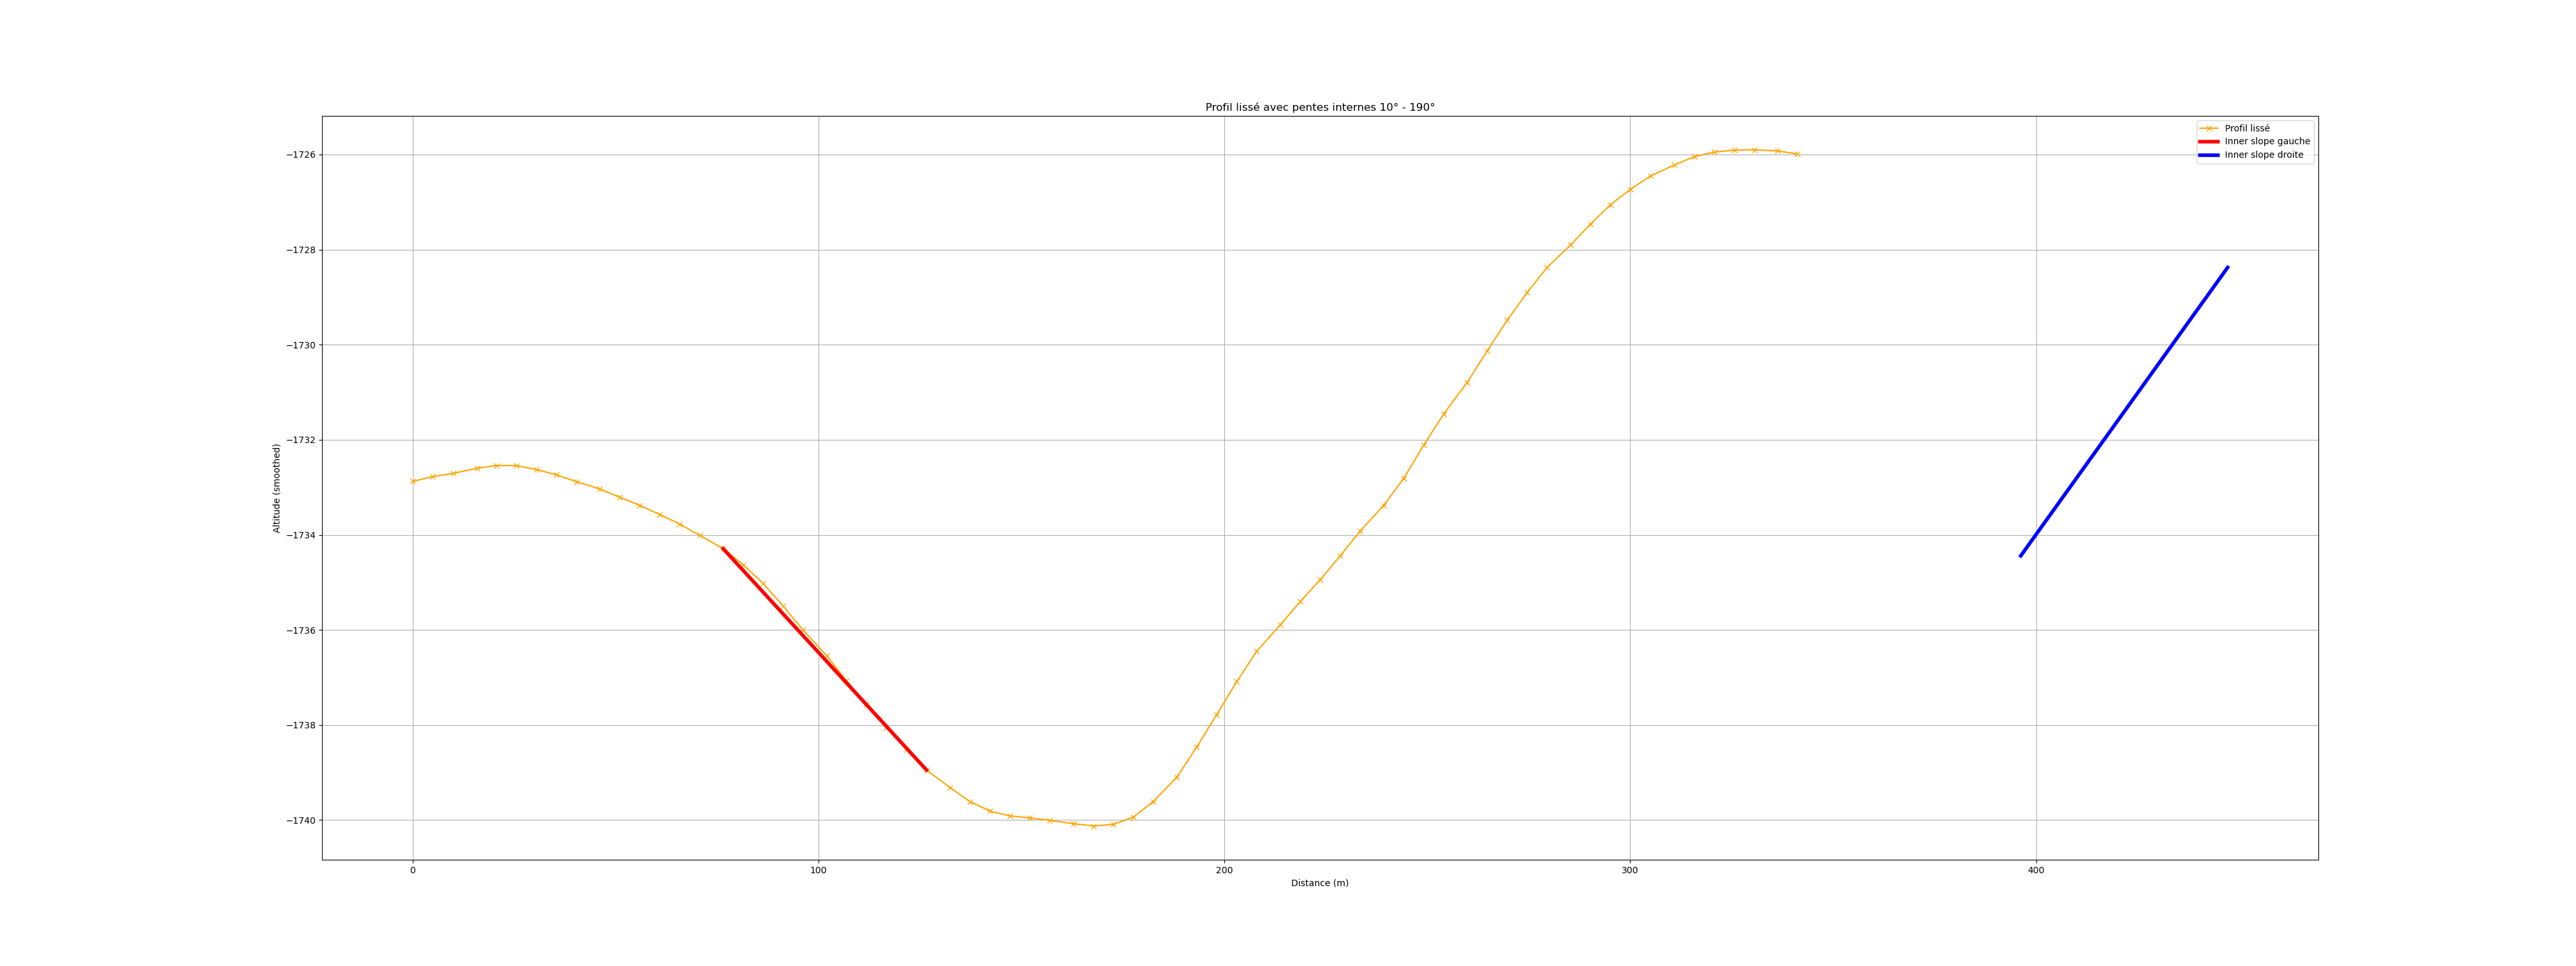 Profil lissé avec pentes internes 10° - 190°
Profil lissé
Inner slope gauche
Inner slope droite
Altitude (smoothed)
−1726
−1728
−1730
−1732
−1734
−1736
−1738
−1740
0
100
200
300
400
Distance (m)